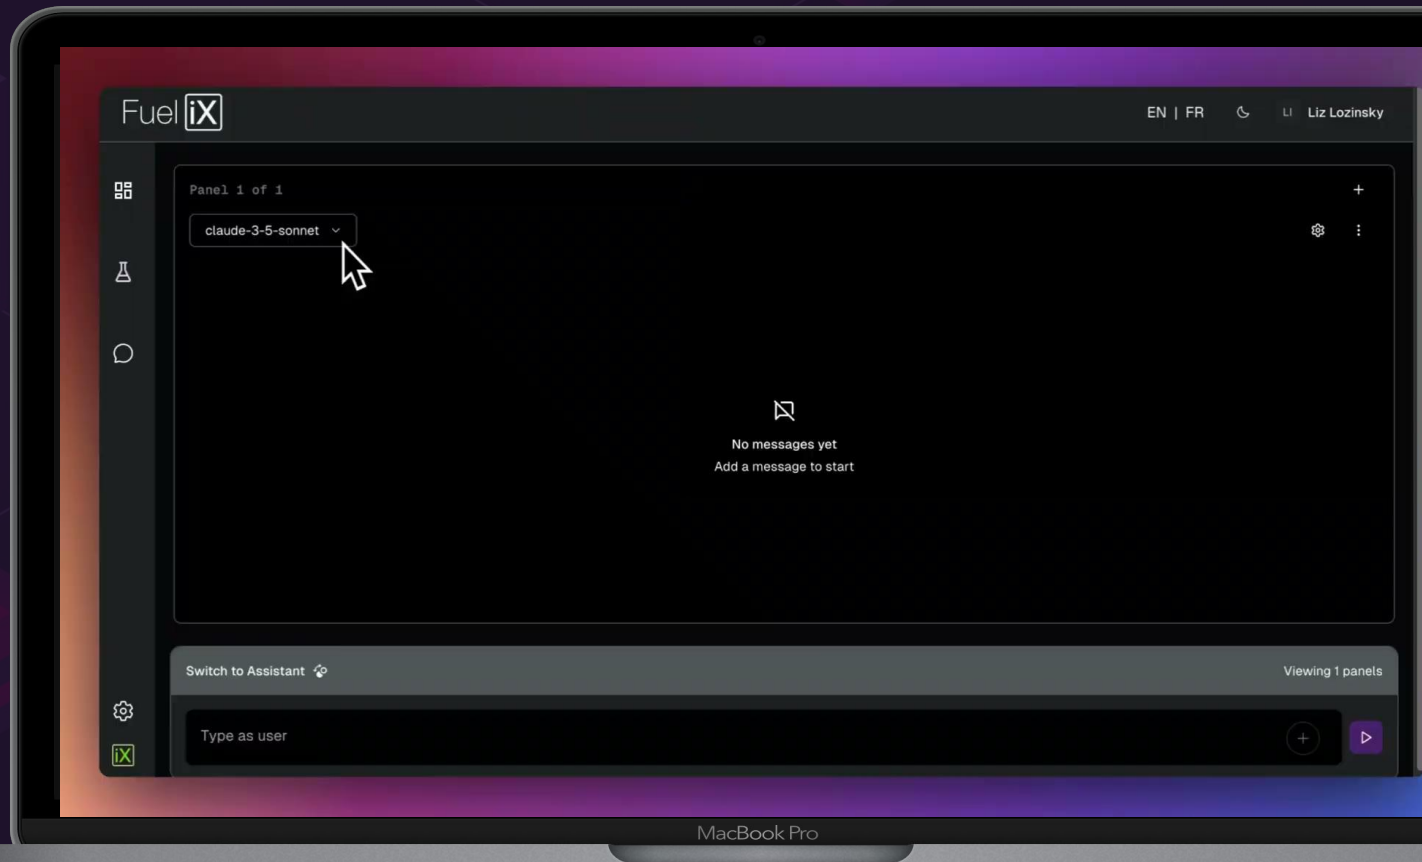 Fuel iX
EN | FR
LI Liz Lozinsky
Panel 1 of 1
claude-3-5-sonnet
No messages yet
Add a message to start
Switch to Assistant
Viewing 1 panels
Type as user
iX
MacBook Pro